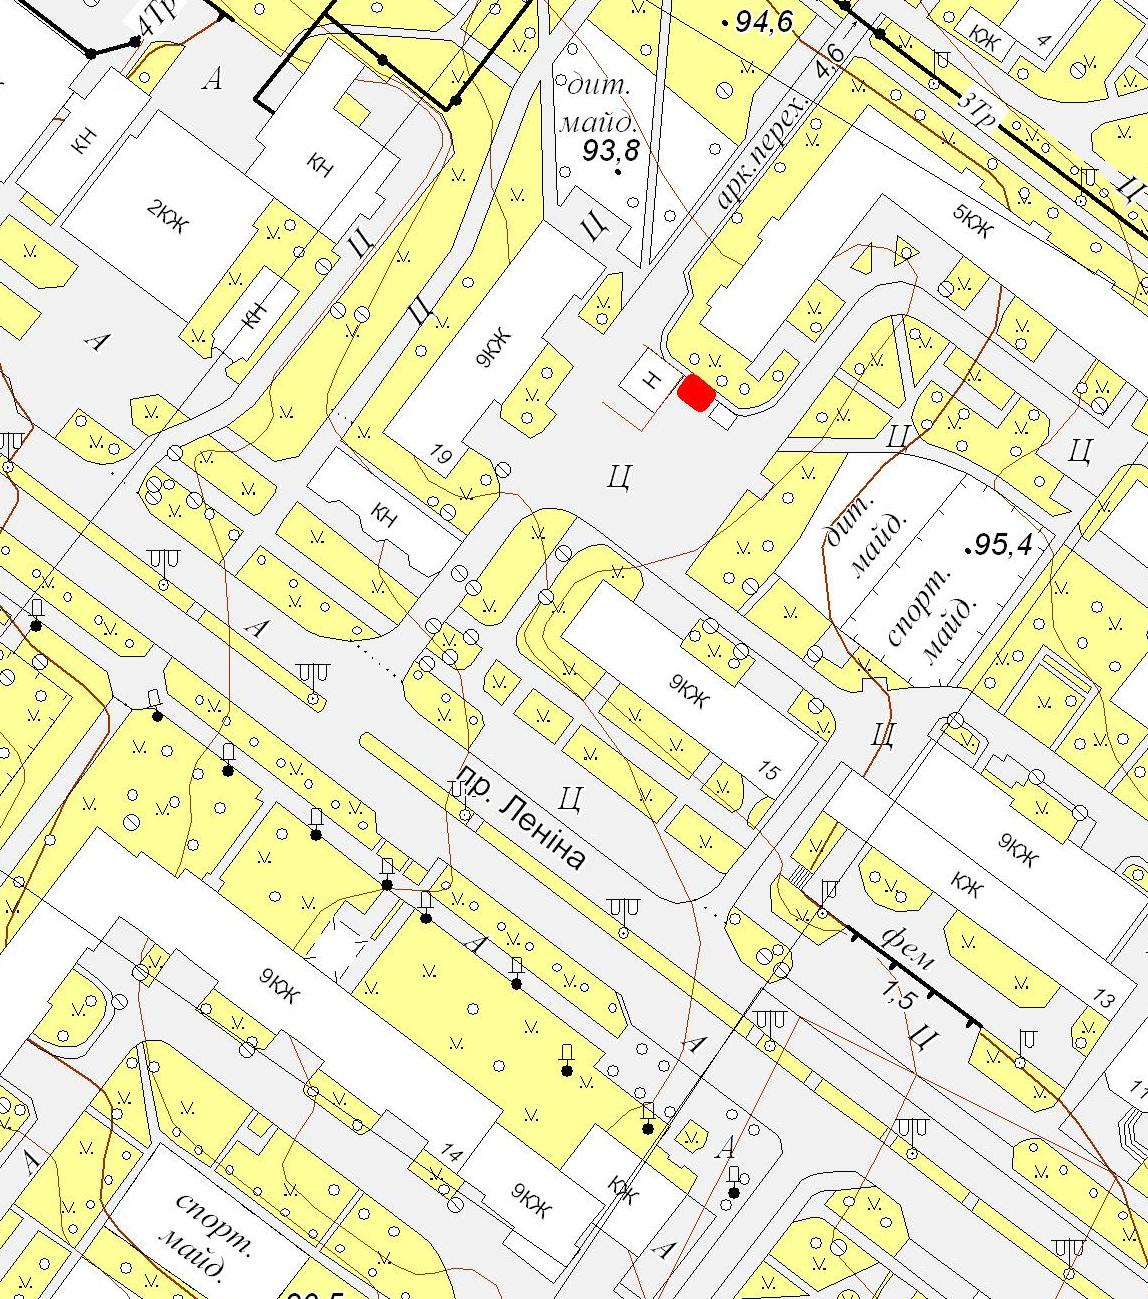 4Тр
94,6
КЖ
4
А
дит.
майд.
93,8
4,6
арк.перех.
3Тр
Ц
КН
КН
2КЖ
Ц
Ц
5КЖ
Ц
КН
9КЖ
А
Н
19
Ц
Ц
Ц
КН
дит.
майд.
95,4
спорт.
майд.
А
9КЖ
15
Ц
пр. Леніна
Ц
9КЖ
КЖ
13
фем
1,5
Ц
А
9КЖ
А
14
9КЖ
КЖ
А
А
А
спорт.
майд.